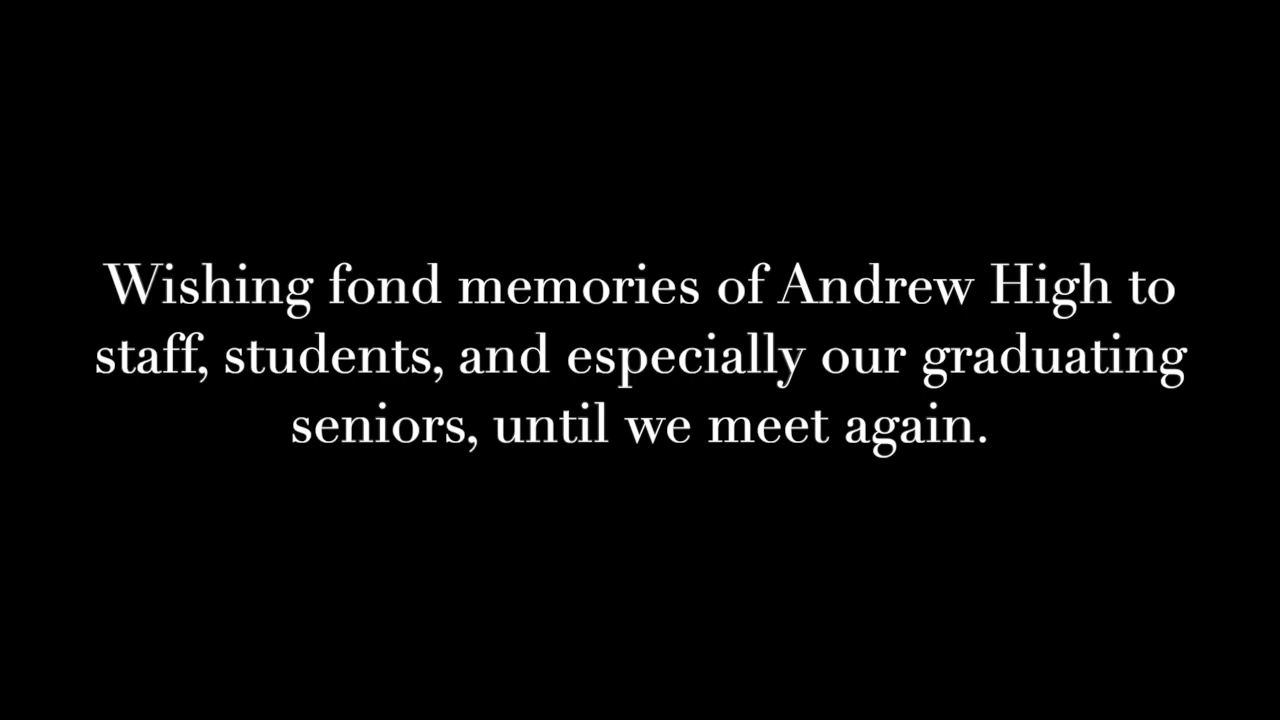 Wishing fond memories of Andrew High to
staff, students, and especially our graduating
seniors, until we meet again.